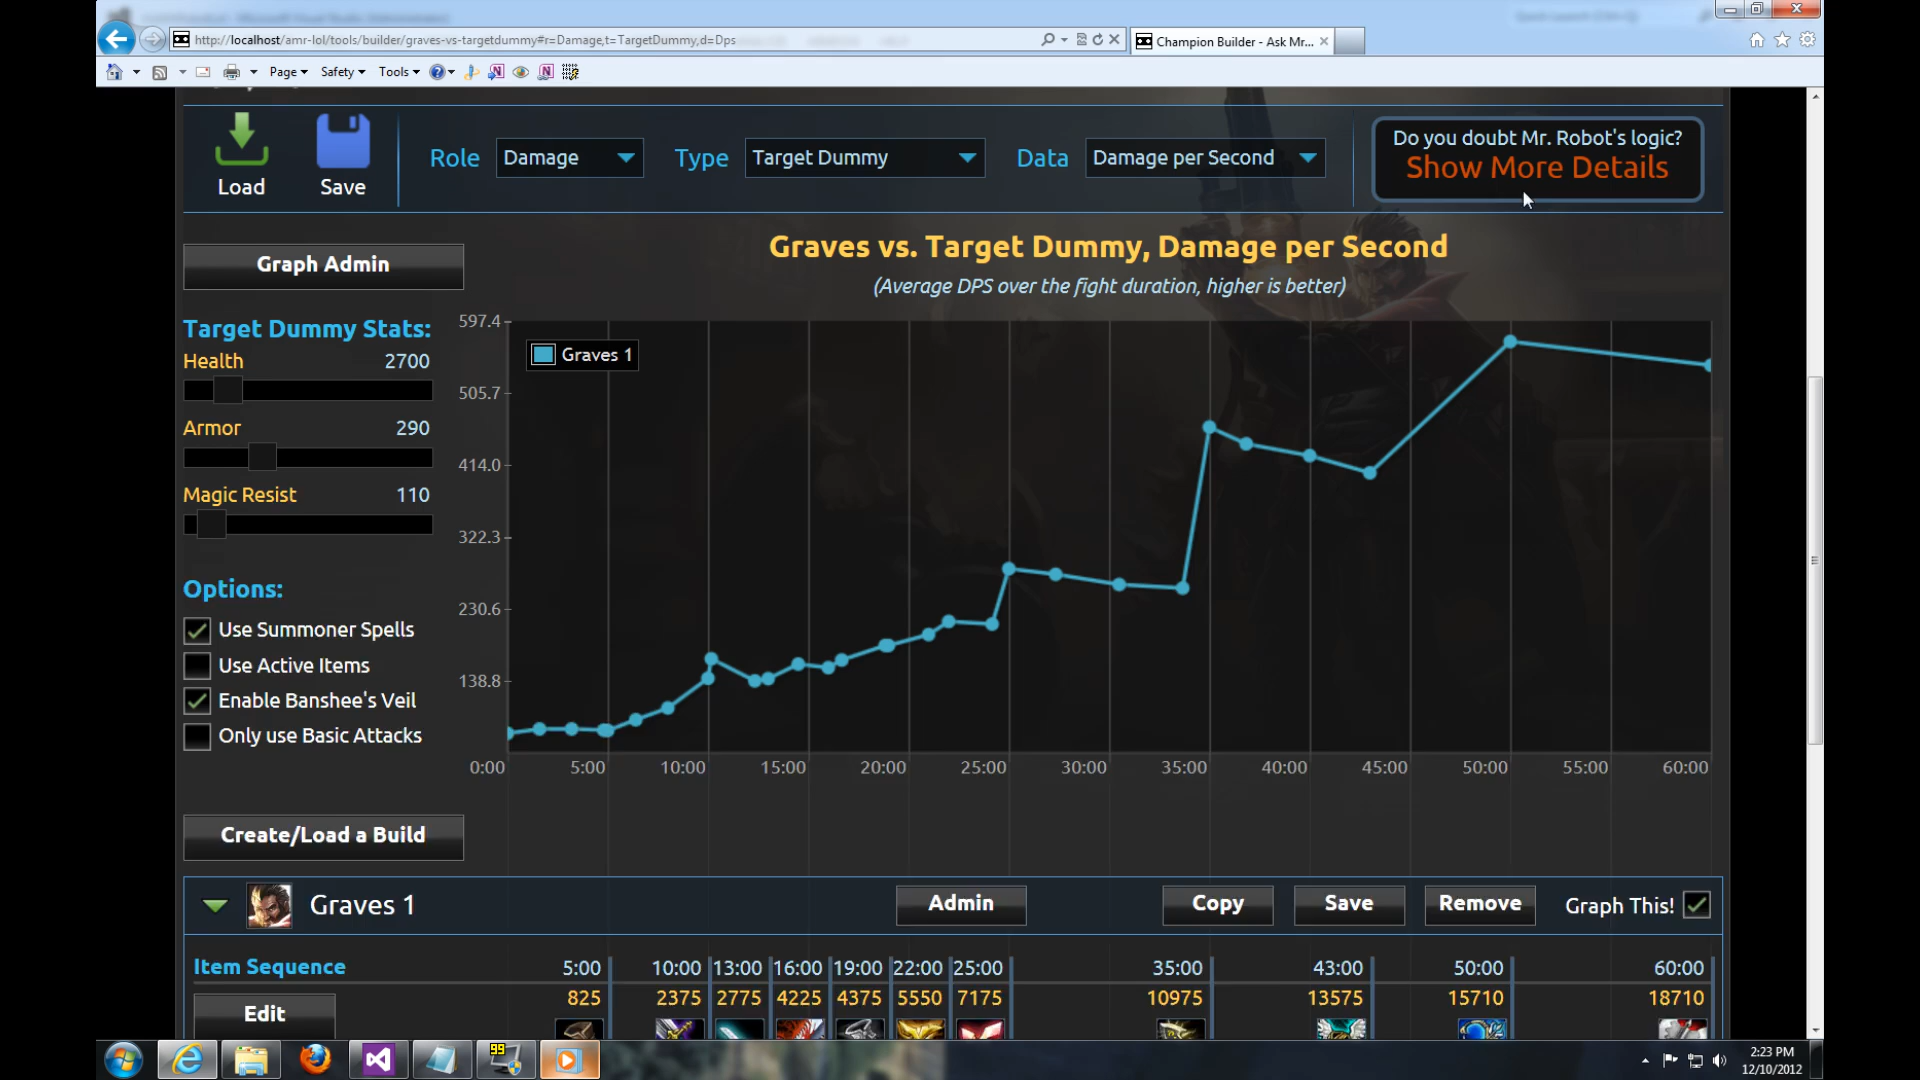 http://localhost/amr-lol/tools/builder/graves-vs-targetdummy#r=Damage,t=TargetDummy,d=Dps
Champion Builder - Ask Mr...
Page
Safety
Tools
Load
Save
Role
Damage
Type
Target Dummy
Data
Damage per Second
Do you doubt Mr. Robot's logic?
Show More Details
Graph Admin
Graves vs. Target Dummy, Damage per Second
(Average DPS over the fight duration, higher is better)
Target Dummy Stats:
Health 2700
Armor 290
Magic Resist 110
Options:
Use Summoner Spells
Use Active Items
Enable Banshee's Veil
Only use Basic Attacks
597.4
505.7
414.0
322.3
230.6
138.8
Graves 1
0:00 5:00 10:00 15:00 20:00 25:00 30:00 35:00 40:00 45:00 50:00 55:00 60:00
Create/Load a Build
Graves 1
Admin
Copy
Save
Remove
Graph This!
Item Sequence
5:00 10:00 13:00 16:00 19:00 22:00 25:00 35:00 43:00 50:00 60:00
825 2375 2775 4225 4375 5550 7175 10975 13575 15710 18710
Edit
99
2:23 PM
12/10/2012